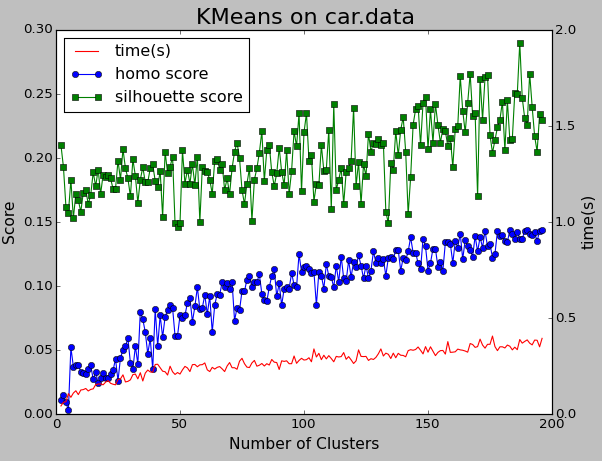 KMeans on car.data
time(s)
homo score
silhouette score
0.30
0.25
0.20
0.15
0.10
0.05
0.00
Score
2.0
1.5
1.0
0.5
0.0
time(s)
0 50 100 150 200
Number of Clusters